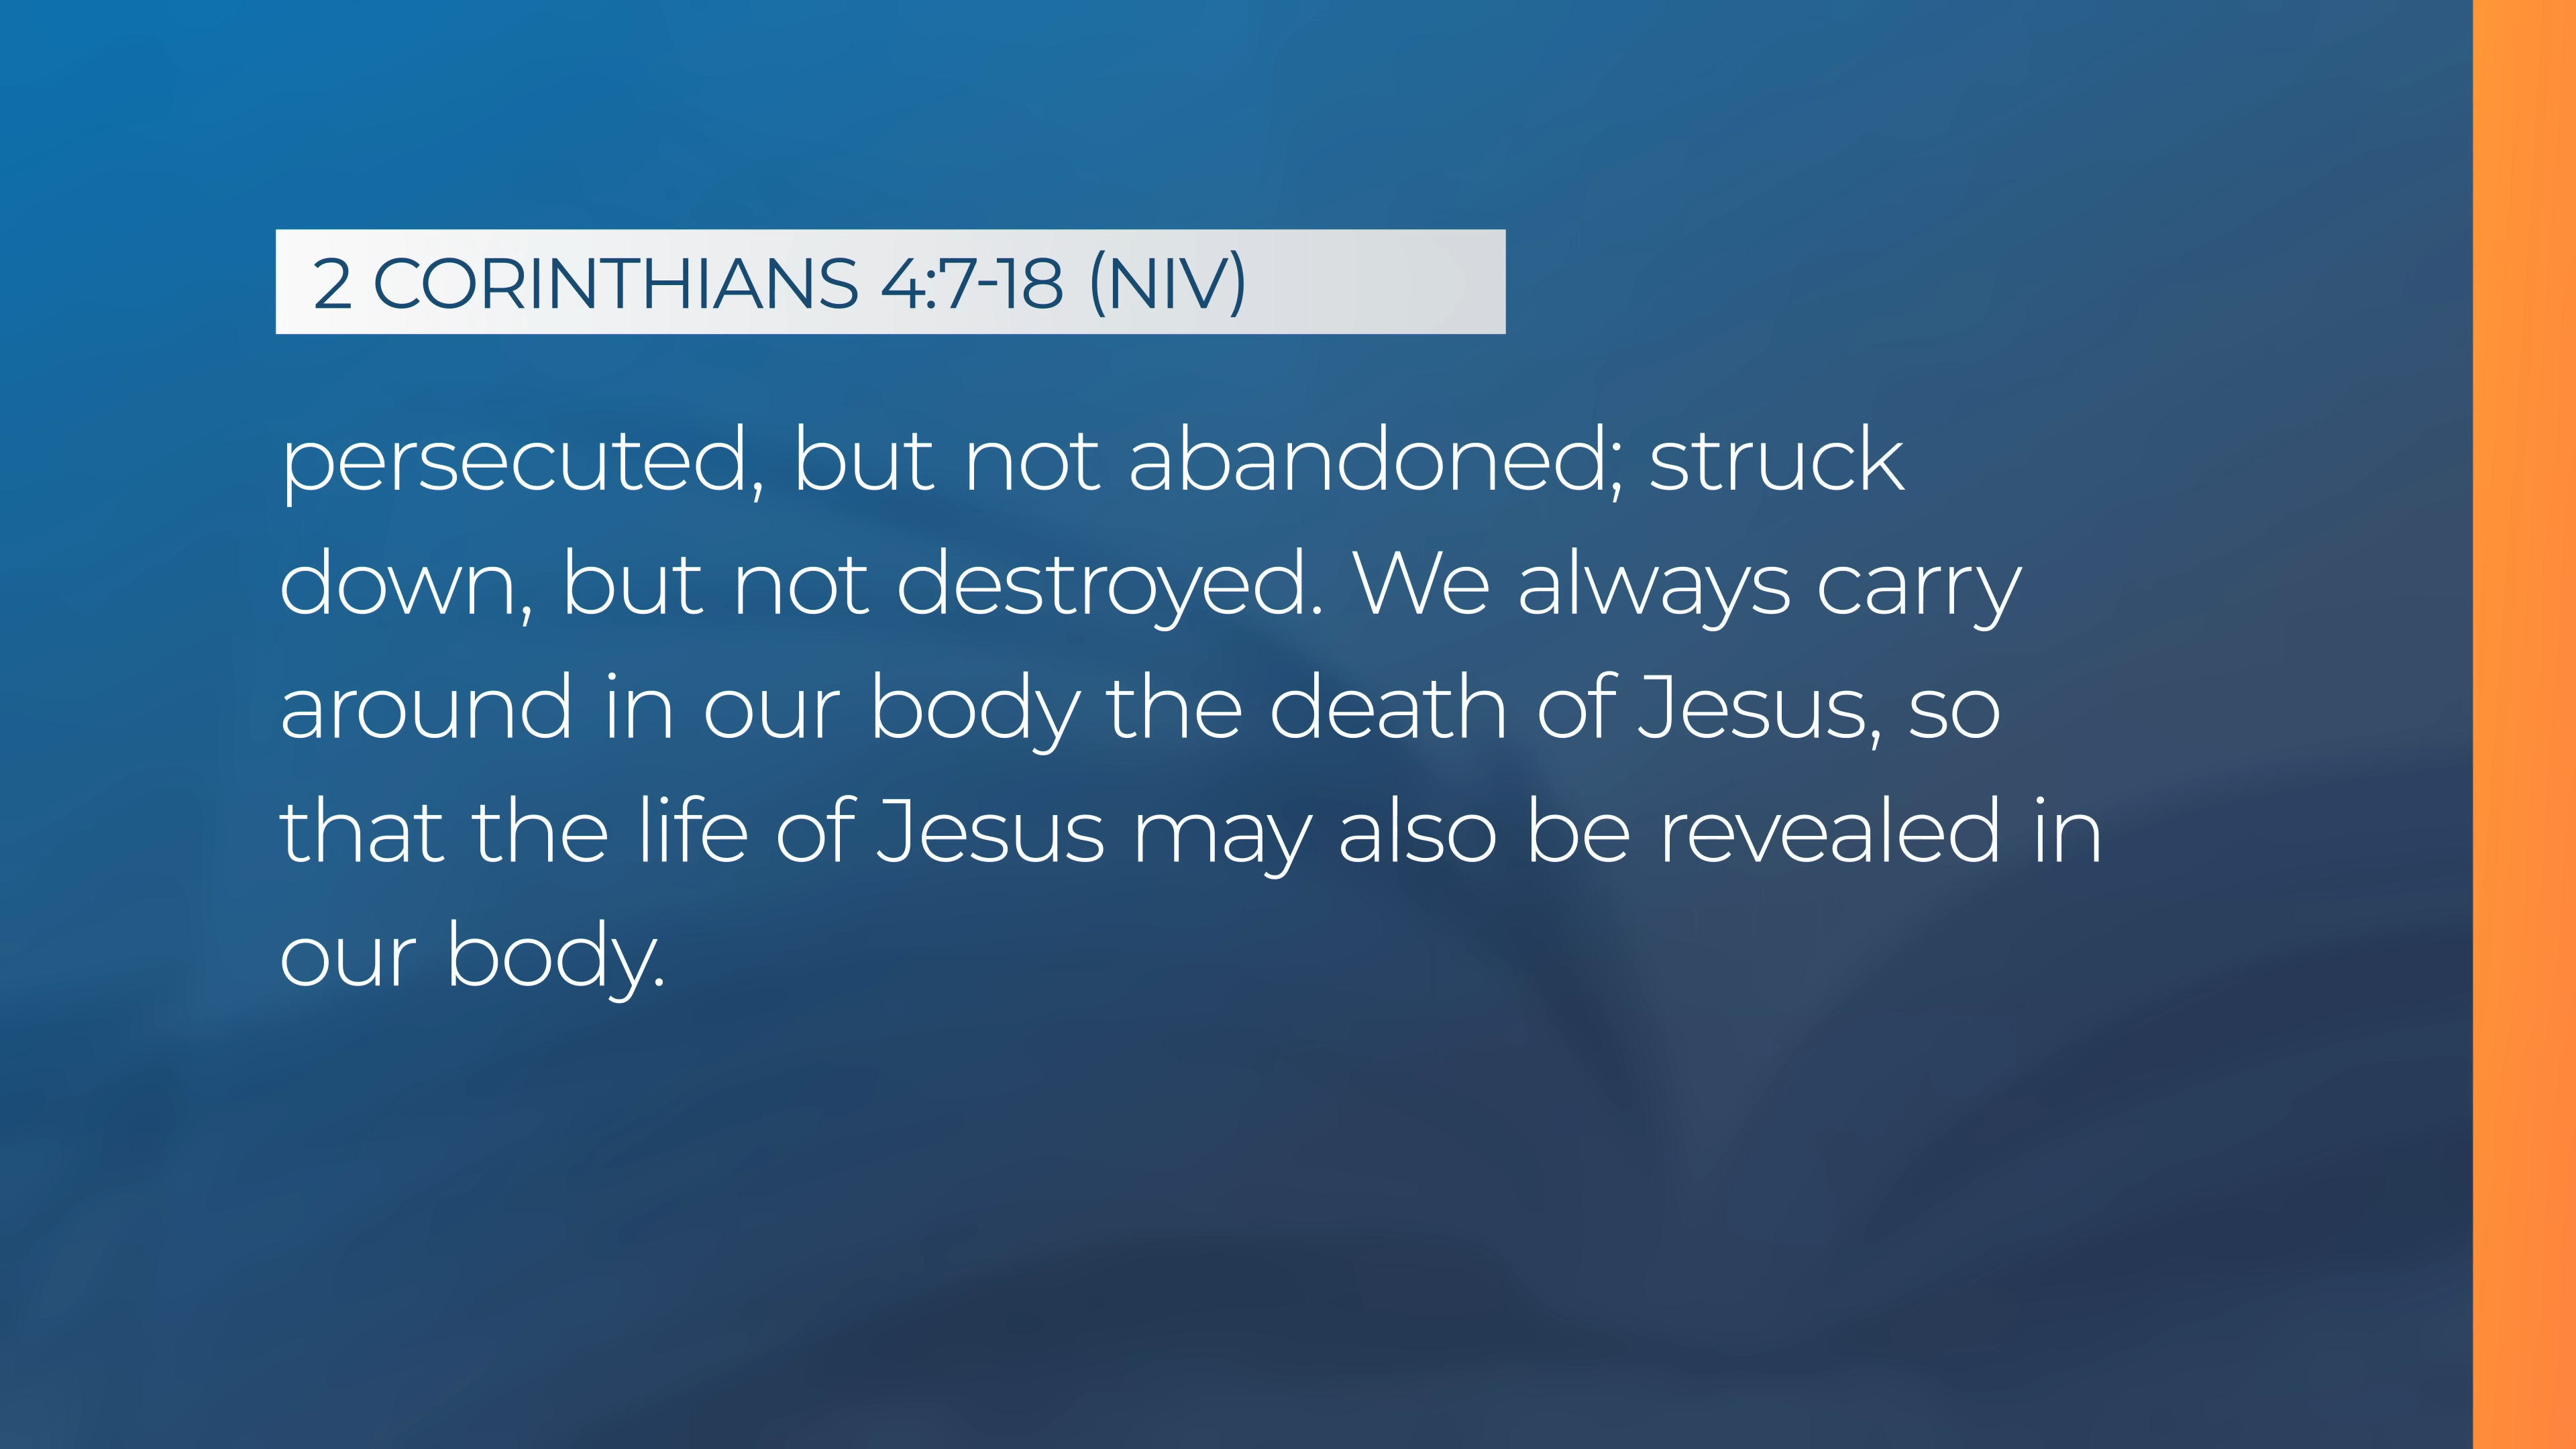 2 CORINTHIANS 4:7-18 (NIV)
persecuted, but not abandoned; struck
down, but not destroyed. We always carry
around in our body the death of Jesus, so
that the life of Jesus may also be revealed in
our body.